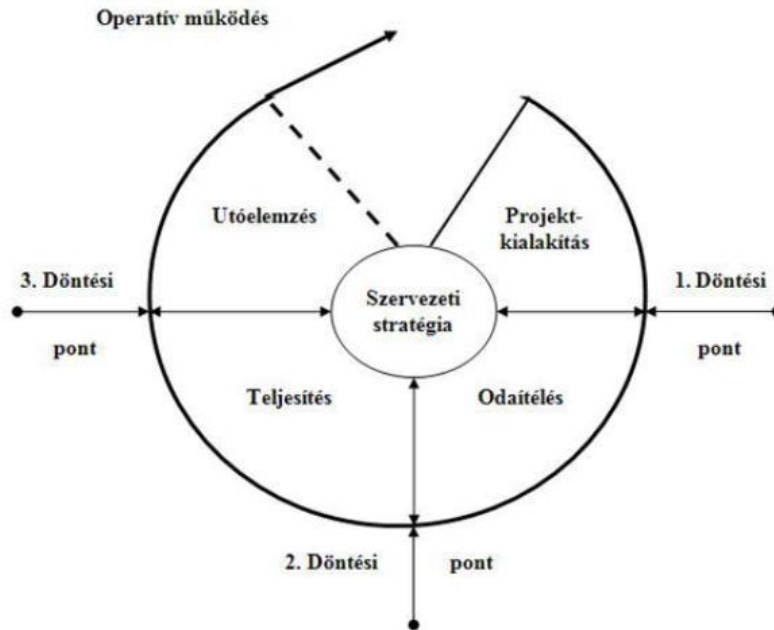 Operatív működés
Utóelemzés
Projekt-
kialakítás
3. Döntési
pont
Szervezeti
stratégia
1. Döntési
pont
Teljesítés
Odaítélés
2. Döntési pont